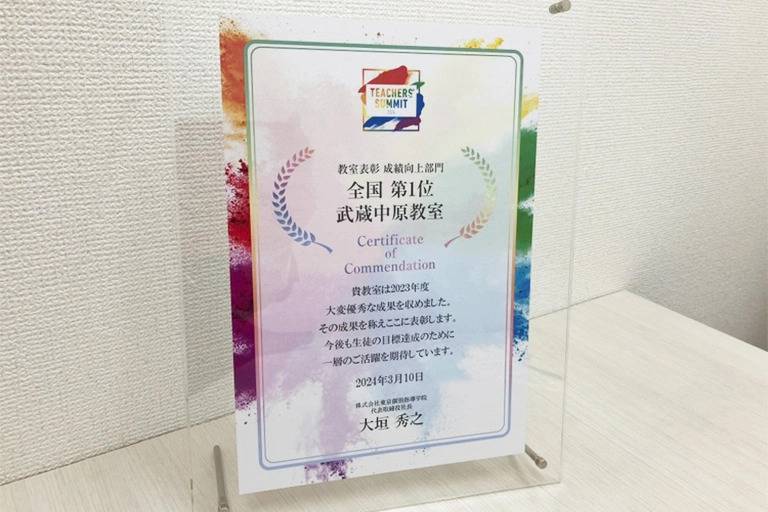 TEACHERS'
SUMMIT
教室表彰 成績向上部門
全国 第1位
武蔵中原教室
Certificate
of
Commendation
貴教室は2023年度
大変優秀な成果を収めました。
その成果を称えここに表彰します。
今後も生徒の目標達成のために
一層のご活躍を期待しています。
2024年3月10日
株式会社東京個別指導学院
代表取締役社長
大垣 秀之